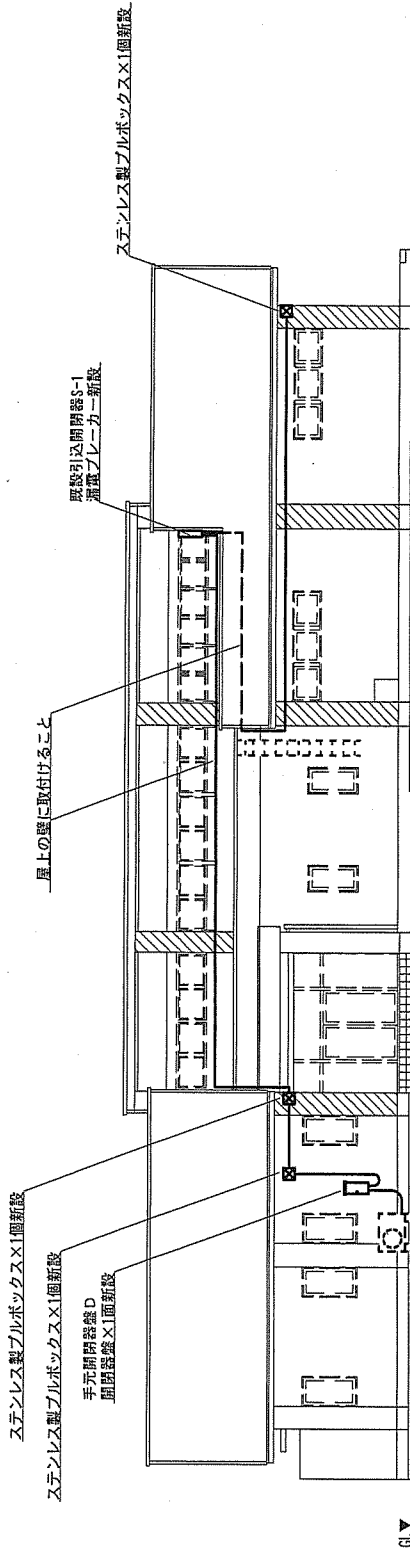 ステンレス製プルボックス×1個新設
ステンレス製プルボックス×1個新設
手元開閉器盤D
開閉器盤×1面新設
屋上の壁に取付けること
既設引込開閉器S-1
漏電ブレーカー新設
ステンレス製プルボックス×1個新設
GL